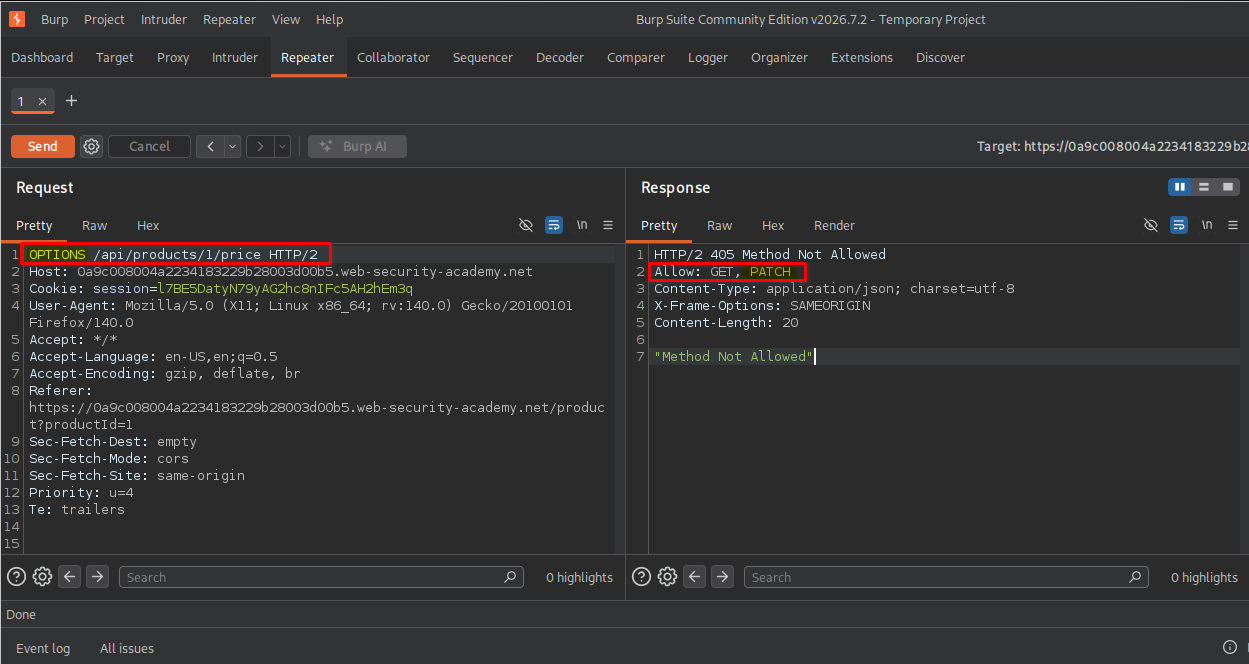 Burp Project Intruder Repeater View Help Burp Suite Community Edition v2026.7.2 - Temporary Project
Dashboard Target Proxy Intruder Repeater Collaborator Sequencer Decoder Comparer Logger Organizer Extensions Discover
1 × +
Send Cancel < > Burp AI Target: https://0a9c008004a2234183229b28
Request
Pretty Raw Hex \n
1 OPTIONS /api/products/1/price HTTP/2
2 Host: 0a9c008004a2234183229b28003d00b5.web-security-academy.net
3 Cookie: session=l7BE5DatyN79yAG2hc8nIFc5AH2hEm3q
4 User-Agent: Mozilla/5.0 (X11; Linux x86_64; rv:140.0) Gecko/20100101
Firefox/140.0
5 Accept: */*
6 Accept-Language: en-US,en;q=0.5
7 Accept-Encoding: gzip, deflate, br
8 Referer:
https://0a9c008004a2234183229b28003d00b5.web-security-academy.net/produc
t?productId=1
9 Sec-Fetch-Dest: empty
10 Sec-Fetch-Mode: cors
11 Sec-Fetch-Site: same-origin
12 Priority: u=4
13 Te: trailers
14
15
Search 0 highlights
Response
Pretty Raw Hex Render \n
1 HTTP/2 405 Method Not Allowed
2 Allow: GET, PATCH
3 Content-Type: application/json; charset=utf-8
4 X-Frame-Options: SAMEORIGIN
5 Content-Length: 20
6
7 "Method Not Allowed"
Search 0 highlights
Done
Event log All issues